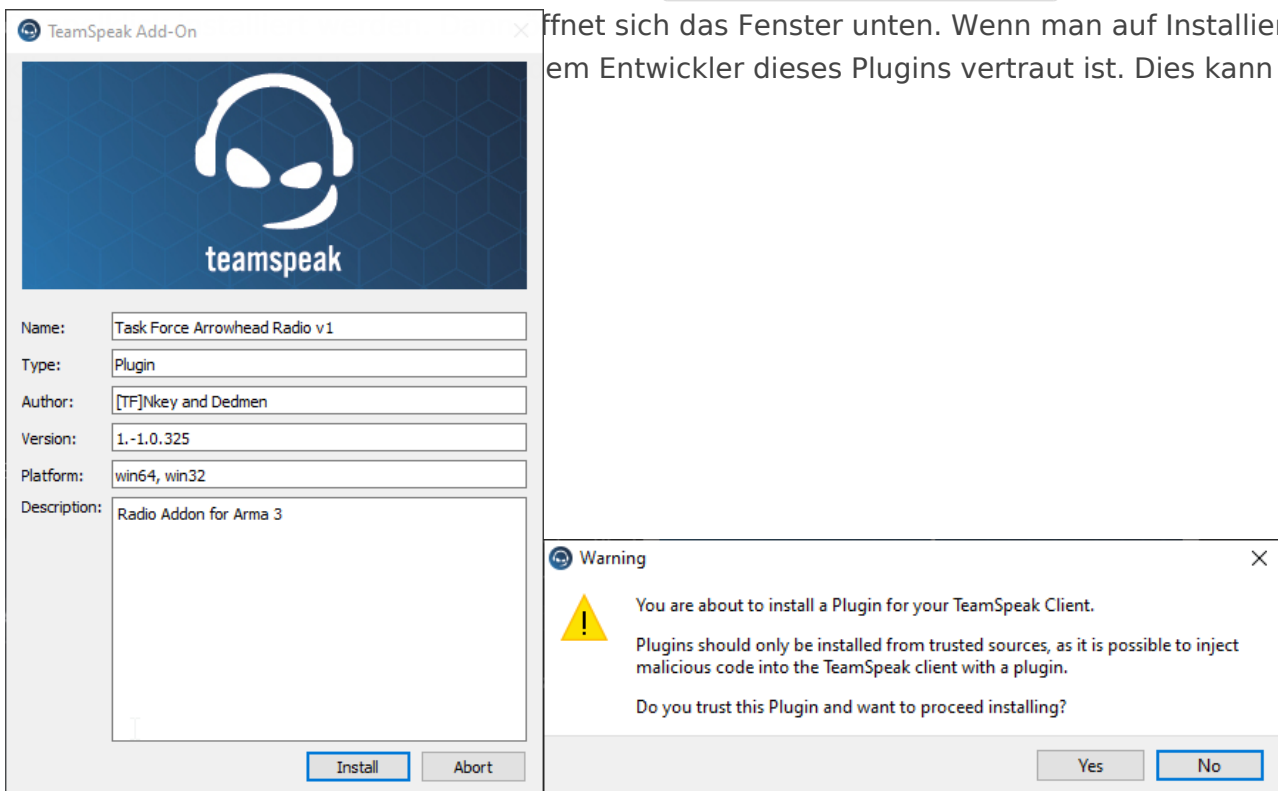 TeamSpeak Add-On
ffnet sich das Fenster unten. Wenn man auf Installier
em Entwickler dieses Plugins vertraut ist. Dies kann
teamspeak
Name: Task Force Arrowhead Radio v1
Type: Plugin
Author: [TF]Nkey and Dedmen
Version: 1.-1.0.325
Platform: win64, win32
Description: Radio Addon for Arma 3
Install Abort
Warning
You are about to install a Plugin for your TeamSpeak Client.
Plugins should only be installed from trusted sources, as it is possible to inject
malicious code into the TeamSpeak client with a plugin.
Do you trust this Plugin and want to proceed installing?
Yes No